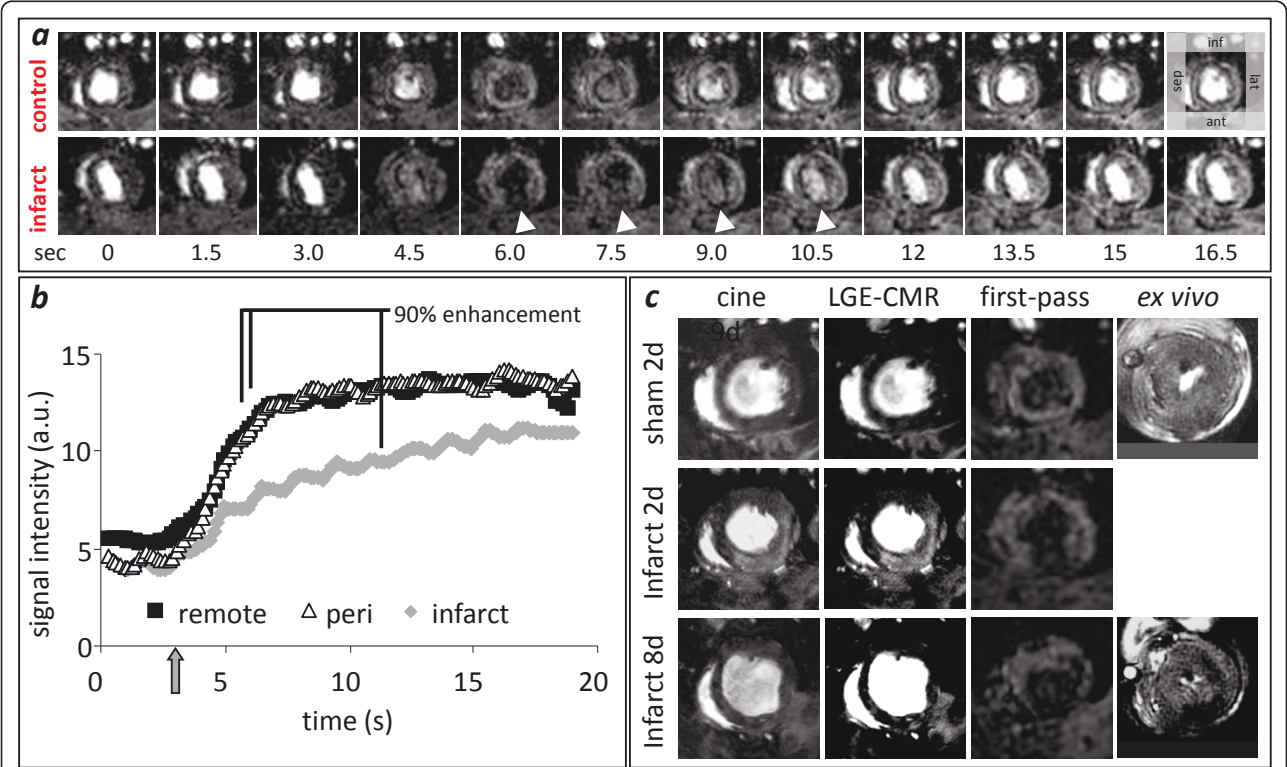 a
control
inf
sep
lat
ant
infarct
sec 0 1.5 3.0 4.5 6.0 7.5 9.0 10.5 12 13.5 15 16.5
b
90% enhancement
15
10
5
0
signal intensity (a.u.)
remote peri infarct
0 5 10 15 20
time (s)
c
cine LGE-CMR first-pass ex vivo
9d
sham 2d
Infarct 2d
Infarct 8d